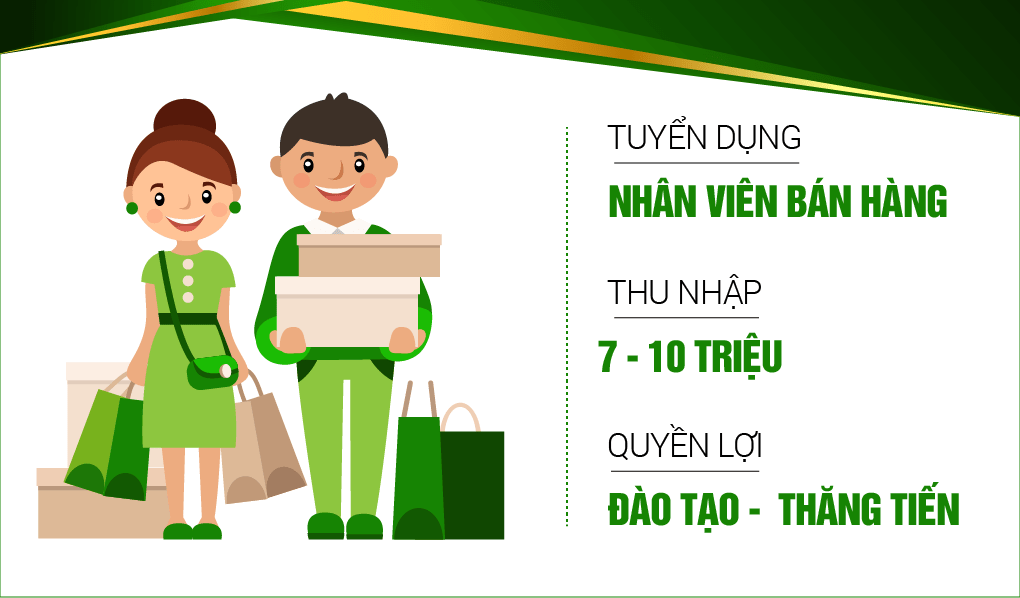 TUYỂN DỤNG
NHÂN VIÊN BÁN HÀNG
THU NHẬP
7 - 10 TRIỆU
QUYỀN LỢI
ĐÀO TẠO - THĂNG TIẾN